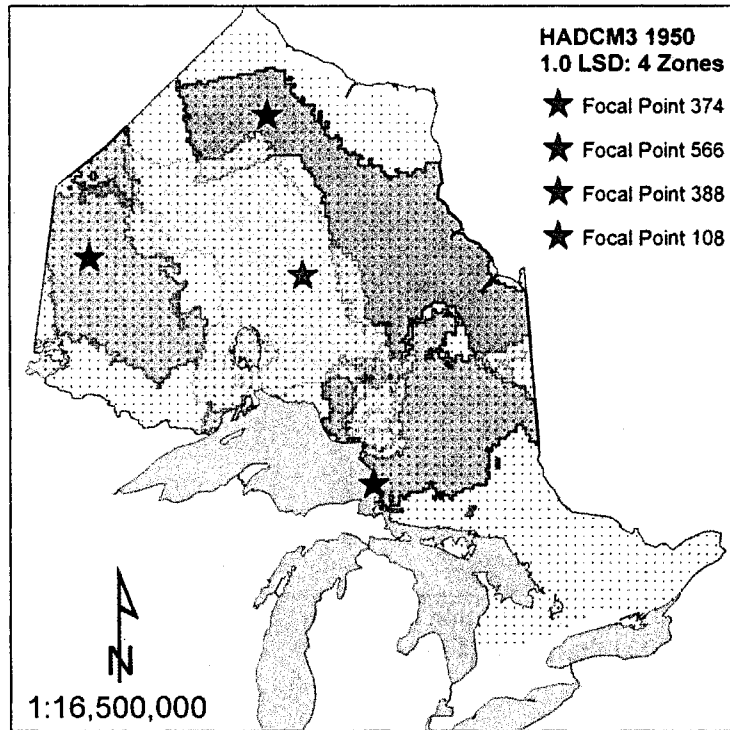 HADCM3 1950
1.0 LSD: 4 Zones
Focal Point 374
Focal Point 566
Focal Point 388
Focal Point 108
N
1:16,500,000